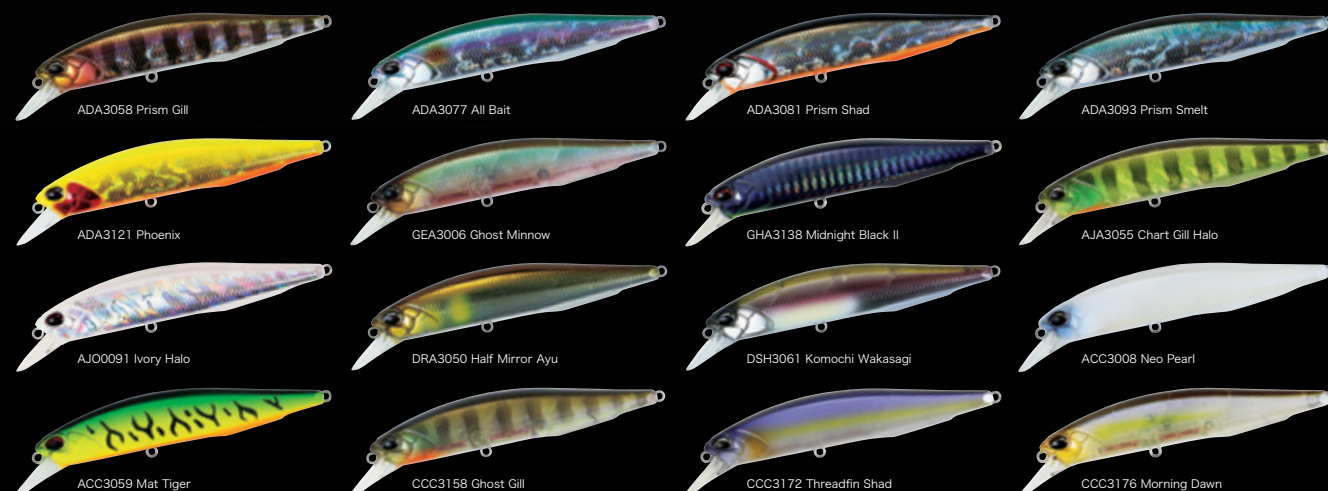 ADA3058 Prism Gill
ADA3077 All Bait
ADA3081 Prism Shad
ADA3093 Prism Smelt
ADA3121 Phoenix
GEA3006 Ghost Minnow
GHA3138 Midnight Black II
AJA3055 Chart Gill Halo
AJO0091 Ivory Halo
DRA3050 Half Mirror Ayu
DSH3061 Komochi Wakasagi
ACC3008 Neo Pearl
ACC3059 Mat Tiger
CCC3158 Ghost Gill
CCC3172 Threadfin Shad
CCC3176 Morning Dawn